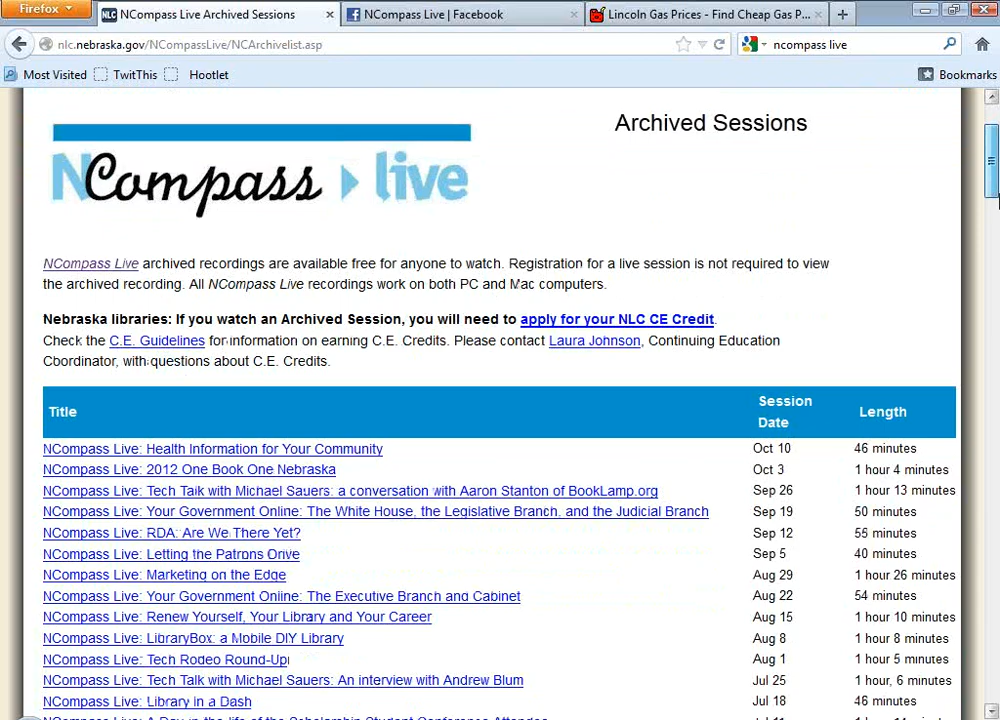 Firefox
NCompass Live Archived Sessions
NCompass Live | Facebook
Lincoln Gas Prices - Find Cheap Gas P...
nlc.nebraska.gov/NCompassLive/NCArchivelist.asp
ncompass live
Most Visited TwitThis Hootlet Bookmarks
NCompass live
Archived Sessions
NCompass Live archived recordings are available free for anyone to watch. Registration for a live session is not required to view
the archived recording. All NCompass Live recordings work on both PC and Mac computers.
Nebraska libraries: If you watch an Archived Session, you will need to apply for your NLC CE Credit.
Check the C.E. Guidelines for information on earning C.E. Credits. Please contact Laura Johnson, Continuing Education
Coordinator, with questions about C.E. Credits.
Title Session Date Length
NCompass Live: Health Information for Your Community Oct 10 46 minutes
NCompass Live: 2012 One Book One Nebraska Oct 3 1 hour 4 minutes
NCompass Live: Tech Talk with Michael Sauers: a conversation with Aaron Stanton of BookLamp.org Sep 26 1 hour 13 minutes
NCompass Live: Your Government Online: The White House, the Legislative Branch, and the Judicial Branch Sep 19 50 minutes
NCompass Live: RDA: Are We There Yet? Sep 12 55 minutes
NCompass Live: Letting the Patrons Drive Sep 5 40 minutes
NCompass Live: Marketing on the Edge Aug 29 1 hour 26 minutes
NCompass Live: Your Government Online: The Executive Branch and Cabinet Aug 22 54 minutes
NCompass Live: Renew Yourself, Your Library and Your Career Aug 15 1 hour 10 minutes
NCompass Live: LibraryBox: a Mobile DIY Library Aug 8 1 hour 8 minutes
NCompass Live: Tech Rodeo Round-Up! Aug 1 1 hour 5 minutes
NCompass Live: Tech Talk with Michael Sauers: An interview with Andrew Blum Jul 25 1 hour, 6 minutes
NCompass Live: Library in a Dash Jul 18 46 minutes